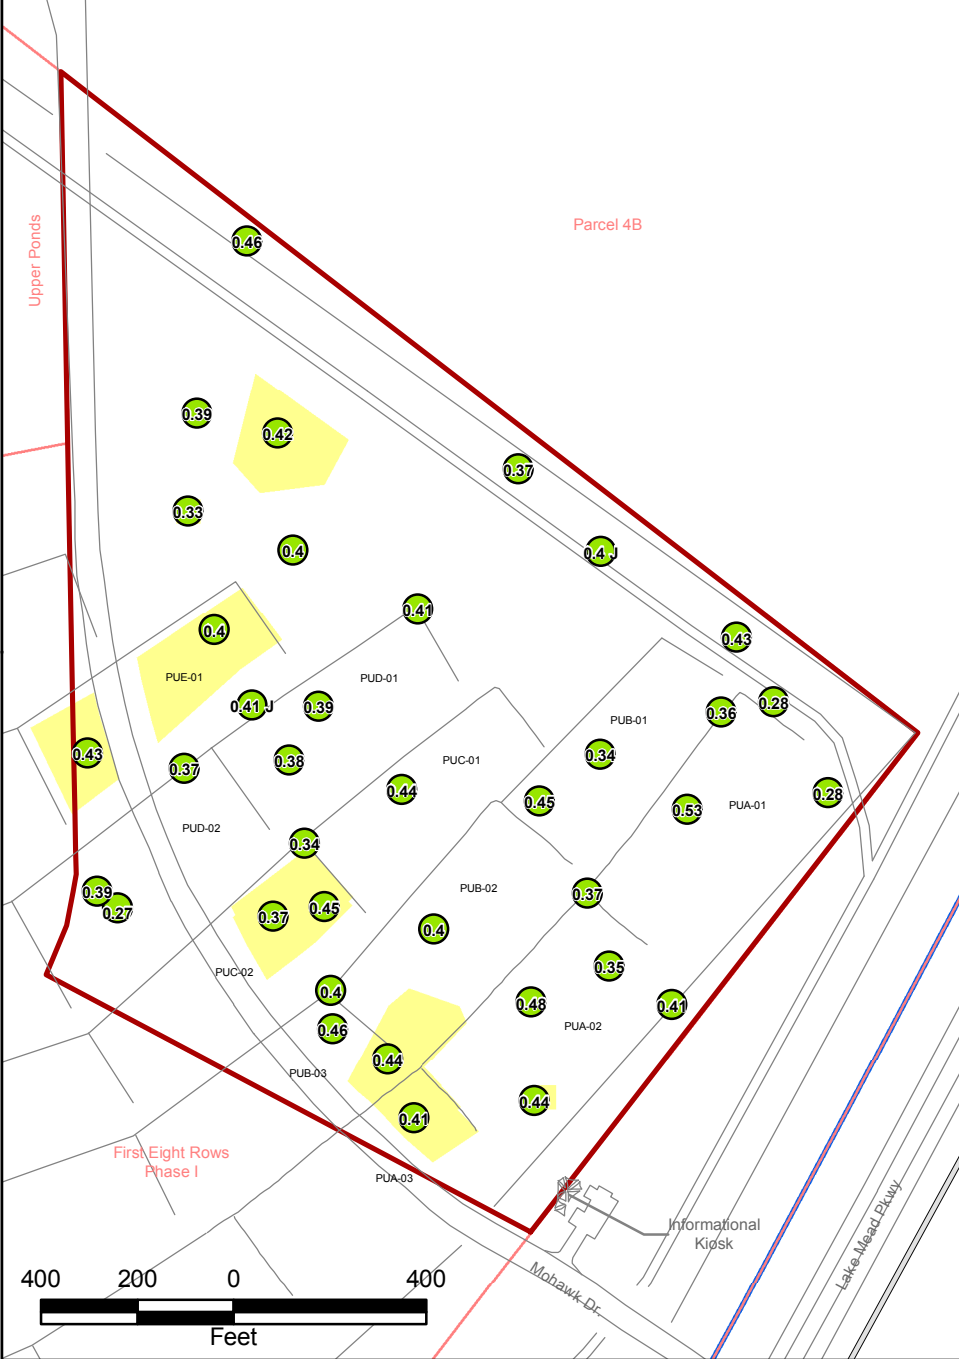 Parcel 4B
Upper Ponds
0.46
0.39
0.42
0.37
0.33
0.4
0.4 J
0.41
0.4
0.43
PUE-01
PUD-01
0.41 J
0.39
0.28
0.36
PUB-01
0.43
0.37
0.38
PUC-01
0.34
0.44
0.45
0.53
PUA-01
0.28
PUD-02
0.34
0.39
0.27
PUB-02
0.37
0.37
0.45
0.4
PUC-02
0.35
0.4
0.48
0.41
0.46
PUA-02
0.44
PUB-03
0.44
0.41
First Eight Rows
Phase I
PUA-03
Informational
Kiosk
Lake Mead Pkwy
Mohawk Dr.
400 200 0 400
Feet